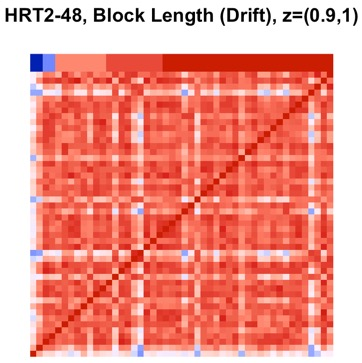 HRT2-48, Block Length (Drift), z=(0.9,1)